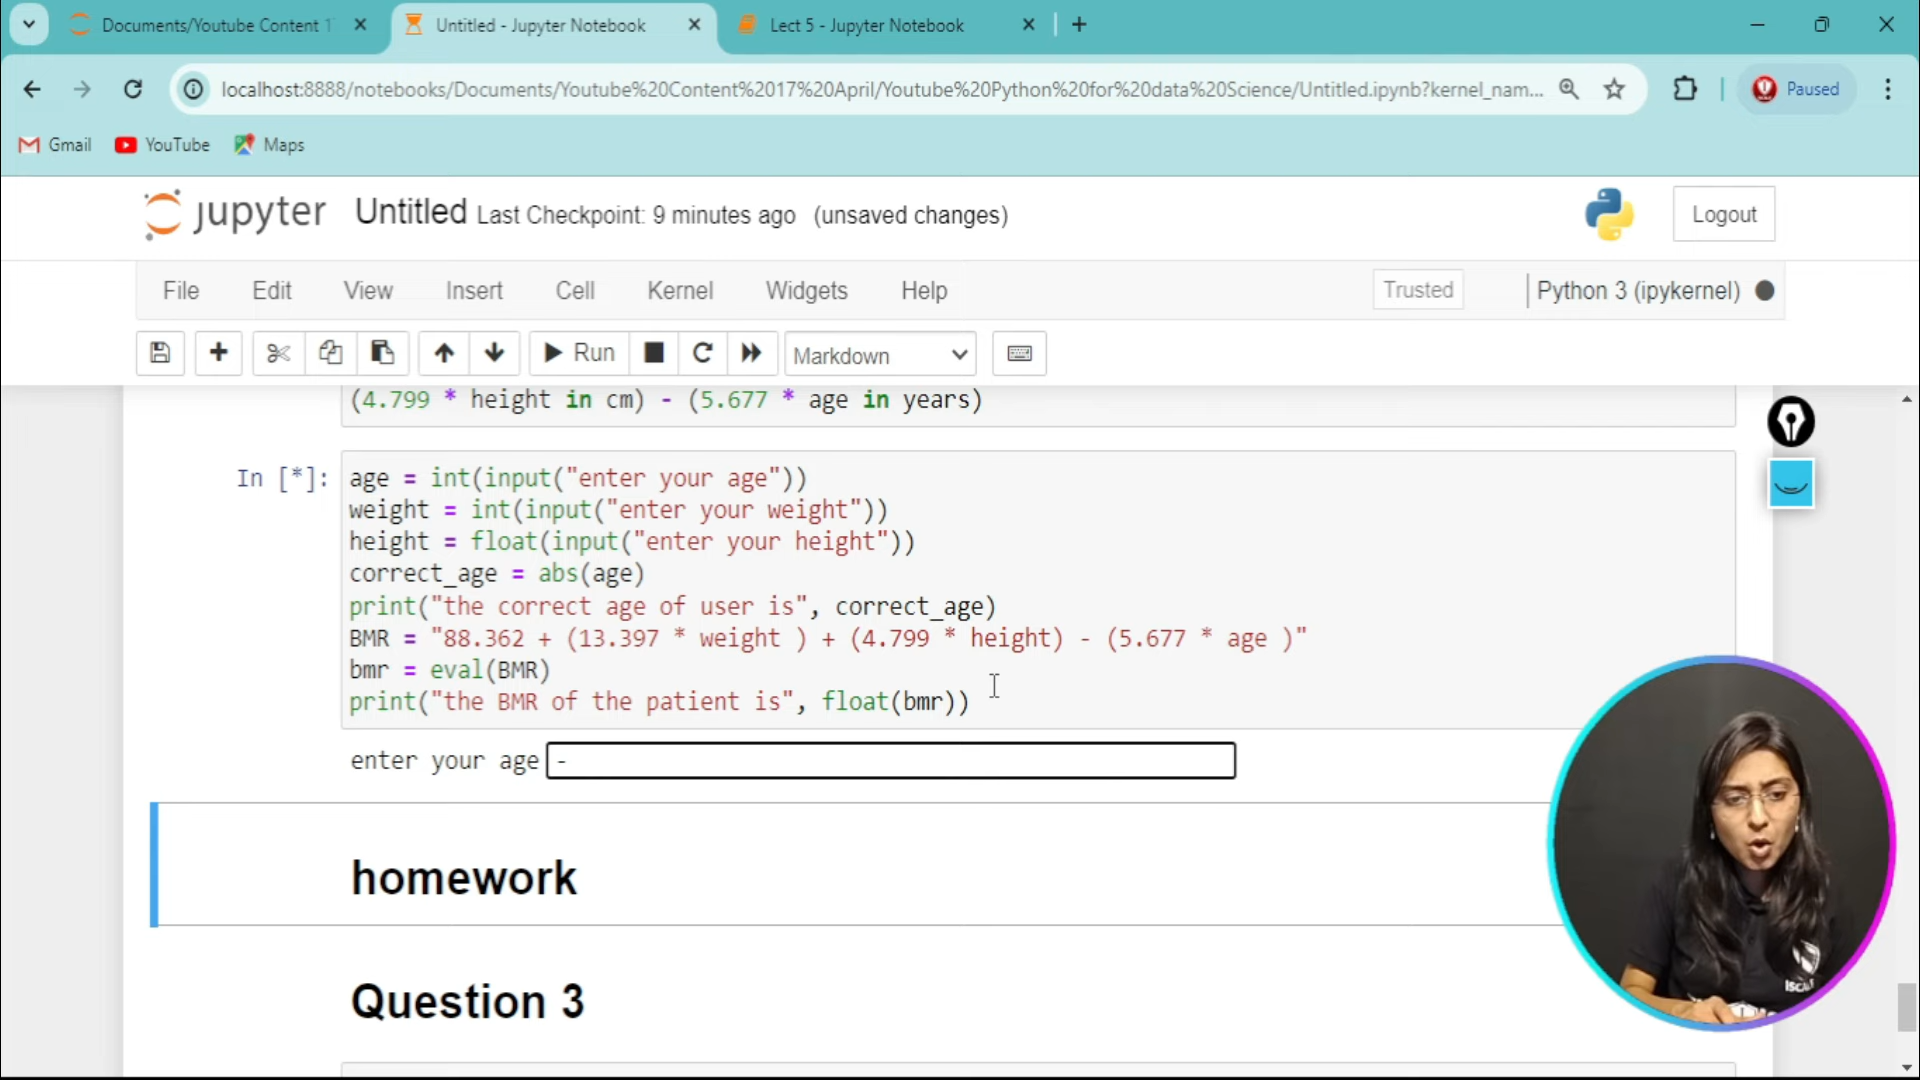 Documents/Youtube Content 1
Untitled - Jupyter Notebook
Lect 5 - Jupyter Notebook
localhost:8888/notebooks/Documents/Youtube%20Content%2017%20April/Youtube%20Python%20for%20data%20Science/Untitled.ipynb?kernel_nam...
Paused
Gmail
YouTube
Maps
jupyter
Untitled Last Checkpoint: 9 minutes ago (unsaved changes)
Logout
File Edit View Insert Cell Kernel Widgets Help
Trusted
Python 3 (ipykernel)
Run
Markdown
(4.799 * height in cm) - (5.677 * age in years)
In [*]:
age = int(input("enter your age"))
weight = int(input("enter your weight"))
height = float(input("enter your height"))
correct_age = abs(age)
print("the correct age of user is", correct_age)
BMR = "88.362 + (13.397 * weight ) + (4.799 * height) - (5.677 * age )"
bmr = eval(BMR)
print("the BMR of the patient is", float(bmr))
enter your age -
homework
Question 3